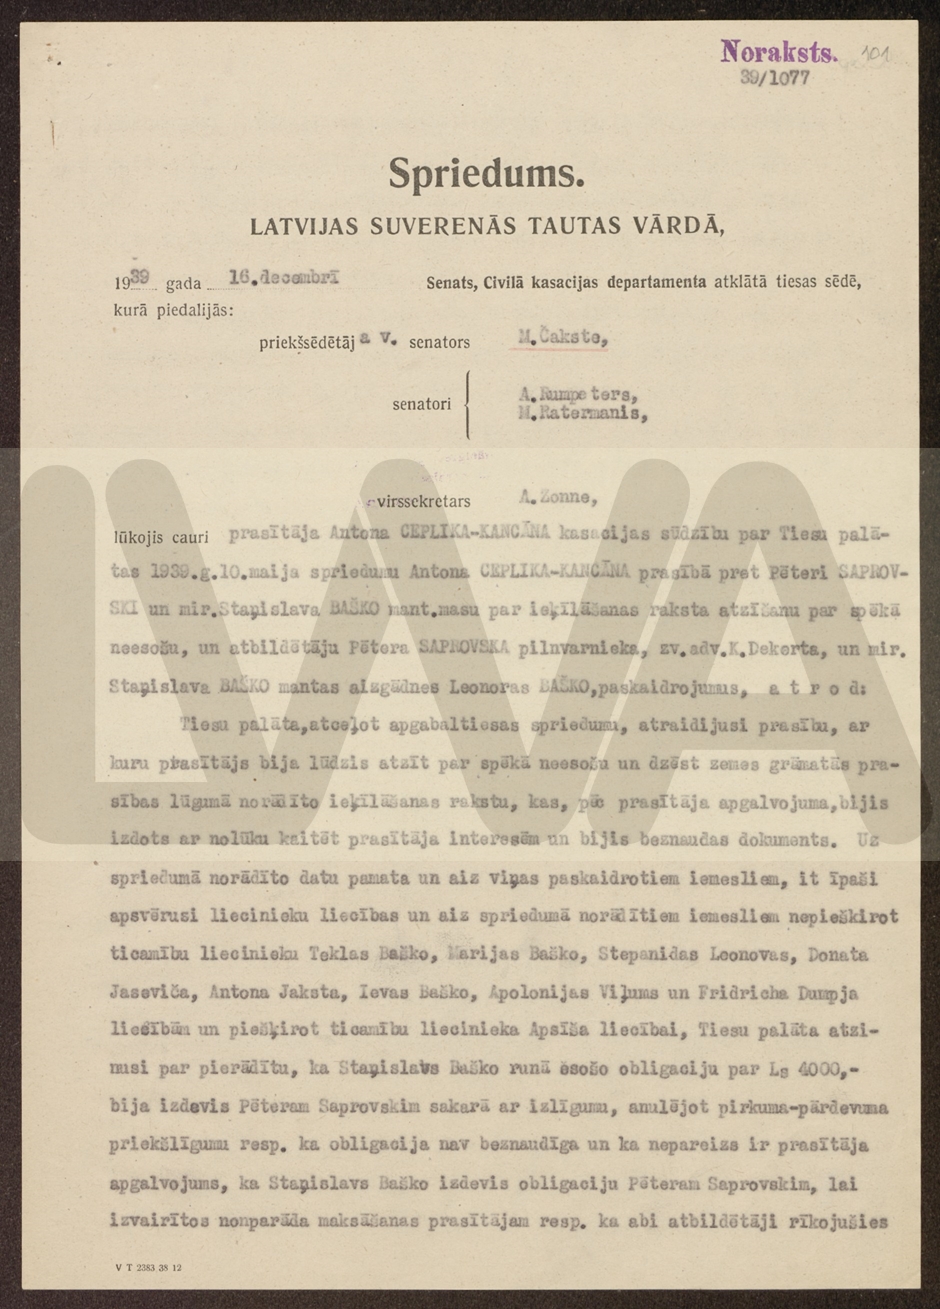 Noraksts. 101
39/1077
Spriedums.
LATVIJAS SUVERENĀS TAUTAS VĀRDĀ,
1939 gada 16.decembrī Senats, Civilā kasacijas departamenta atklātā tiesas sēdē,
kurā piedalijās:
priekšsēdētāja v. senators M.Čakste,
senatori { A.Rumpeters,
M.Ratermanis,
virssekretars A.Zonne,
lūkojis cauri prasītāja Antona CEPLIKA-KANCĀNA kasacijas sūdzību par Tiesu palā-
tas 1939.g.10.maija spriedumu Antona CEPLIKA-KANCĪNA prasībā pret Pēteri SAPROV-
SKI un mir.Staņislava BAŠKO mant.masu par ieķīlāšanas raksta atzīšanu par spēkā
neesošu, un atbildētāju Pētera SAPROVSKA pilnvarnieka, zv.adv.K.Dekerta, un mir.
Staņislava BAŠKO mantas aizgādnes Leonoras BAŠKO,paskaidrojumus, a t r o d:
Tiesu palāta,atceļot apgabaltiesas spriedumu, atraidijusi prasību, ar
kuru prasītājs bija lūdzis atzīt par spēkā neesošu un dzēst zemes grāmatās pra-
sības lūgumā norādīto ieķīlāšanas rakstu, kas, pēc prasītāja apgalvojuma,bijis
izdots ar nolūku kaitēt prasītāja interesēm un bijis beznaudas dokuments. Uz
spriedumā norādīto datu pamata un aiz viņas paskaidrotiem iemesliem, it īpaši
apsvērusi liecinieku liecības un aiz spriedumā norādītiem iemesliem nepiešķirot
ticamību liecinieku Teklas Baško, Marijas Baško, Stepanidas Leonovas, Donata
Jaseviča, Antona Jaksta, Ievas Baško, Apolonijas Viļums un Fridricha Dumpja
liecībām un piešķirot ticamību liecinieka Apsīša liecībai, Tiesu palāta atzi-
nusi par pierādītu, ka Staņislavs Baško runā esošo obligaciju par Ls 4000,-
bija izdevis Pēteram Saprovskim sakarā ar izlīgumu, anulējot pirkuma-pārdevuma
priekšlīgumu resp. ka obligacija nav beznaudīga un ka nepareizs ir prasītāja
apgalvojums, ka Staņislavs Baško izdevis obligaciju Pēteram Saprovskim, lai
izvairītos nonparāda maksāšanas prasītājam resp. ka abi atbildētāji rīkojušies
V T 2383 38 12
LVVA